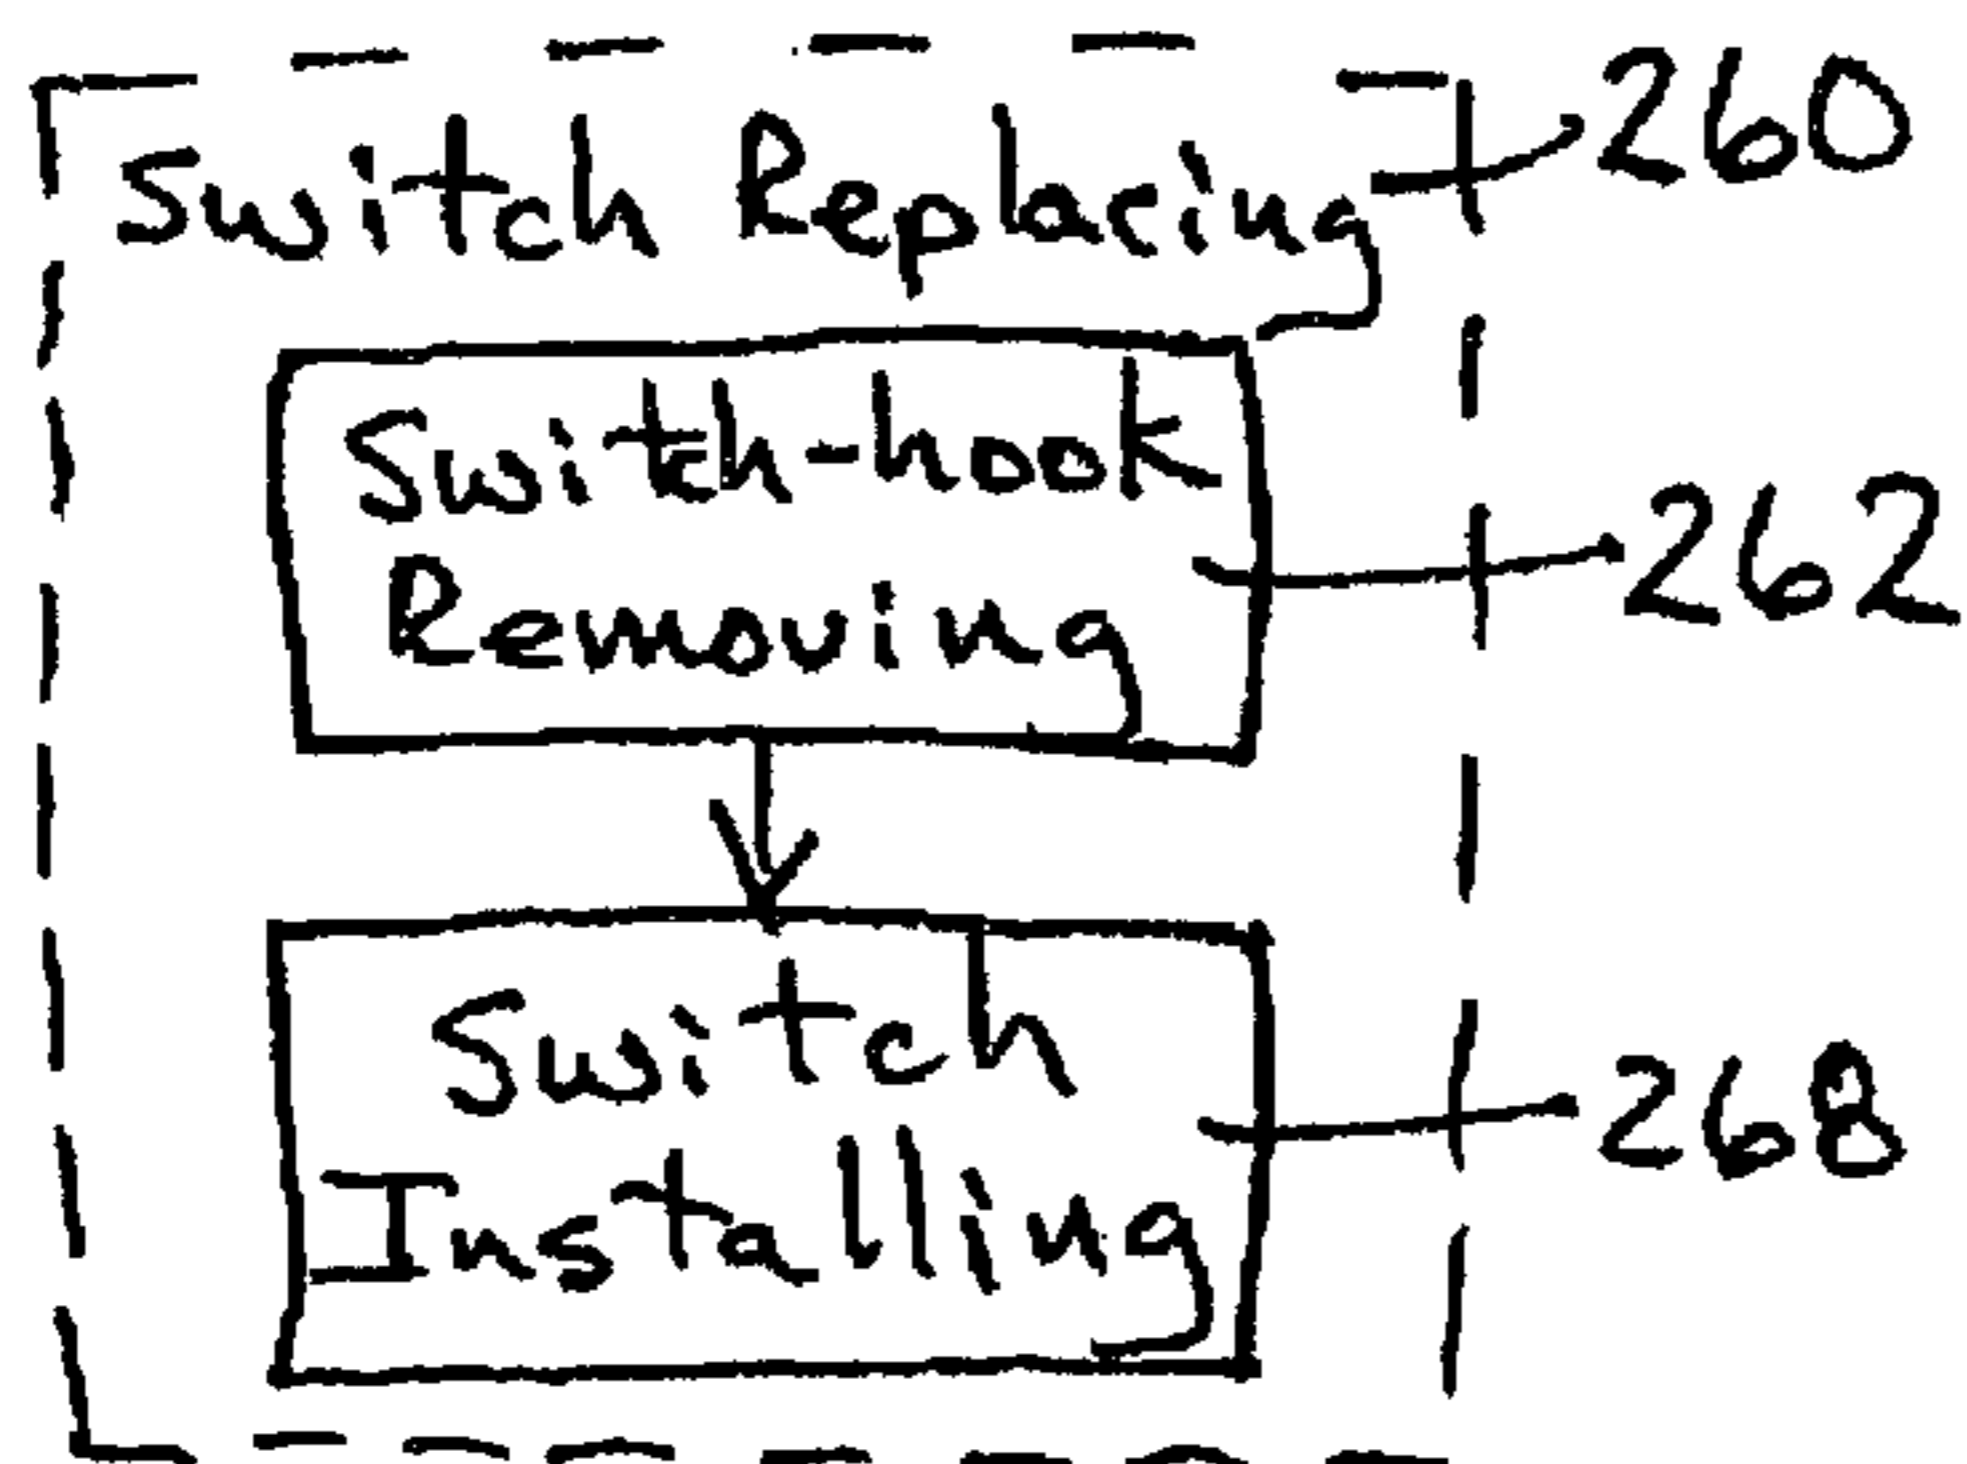 Switch Replacing 260
Switch-hook
Removing 262
Switch
Installing 268